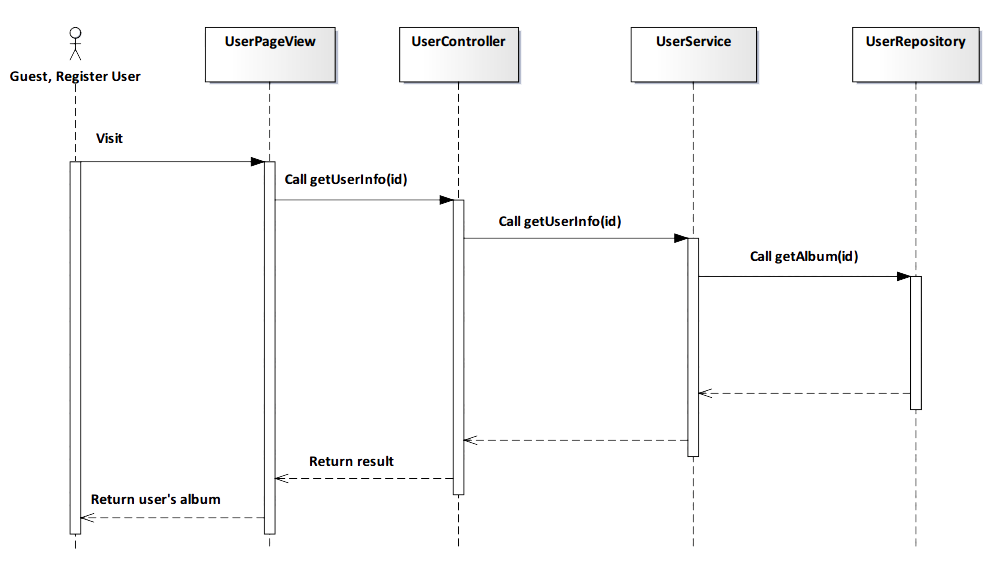 UserPageView
UserController
UserService
UserRepository
Guest, Register User
Visit
Call getUserInfo(id)
Call getUserInfo(id)
Call getAlbum(id)
Return result
Return user's album